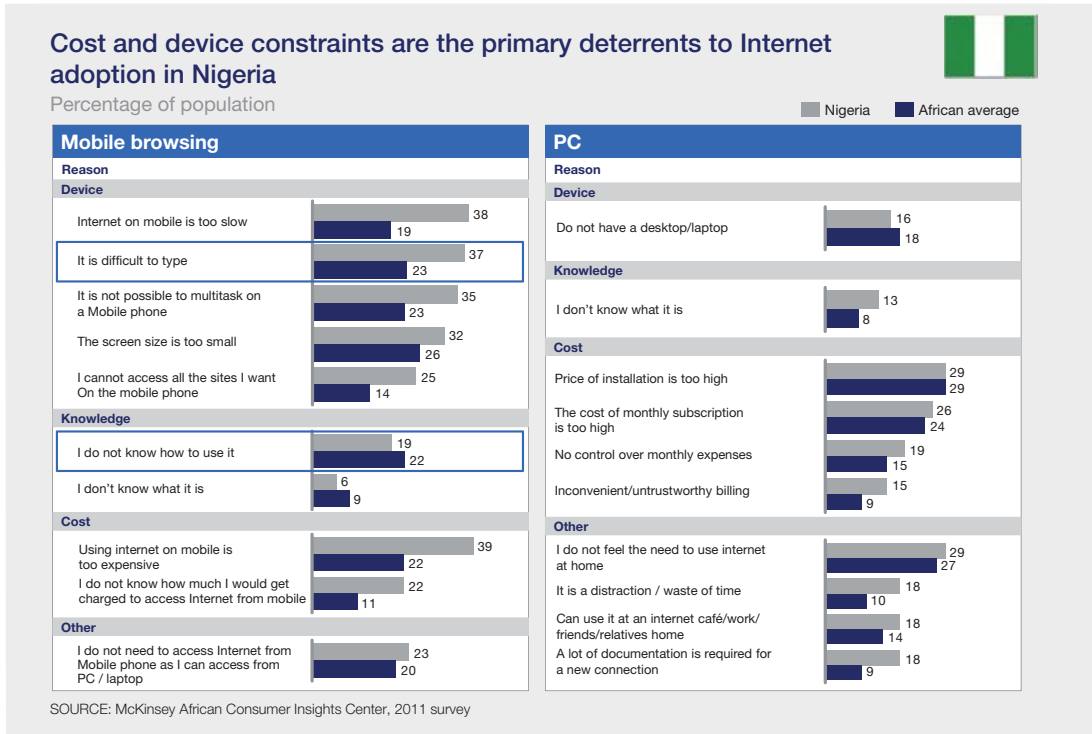 Cost and device constraints are the primary deterrents to Internet
adoption in Nigeria
Percentage of population
Nigeria
African average
Mobile browsing
Reason
Device
Internet on mobile is too slow
38
19
It is difficult to type
37
23
It is not possible to multitask on
a Mobile phone
35
23
The screen size is too small
32
26
I cannot access all the sites I want
On the mobile phone
25
14
Knowledge
I do not know how to use it
19
22
I don't know what it is
6
9
Cost
Using internet on mobile is
too expensive
39
22
I do not know how much I would get
charged to access Internet from mobile
22
11
Other
I do not need to access Internet from
Mobile phone as I can access from
PC / laptop
23
20
PC
Reason
Device
Do not have a desktop/laptop
16
18
Knowledge
I don't know what it is
13
8
Cost
Price of installation is too high
29
29
The cost of monthly subscription
is too high
26
24
No control over monthly expenses
19
15
Inconvenient/untrustworthy billing
15
9
Other
I do not feel the need to use internet
at home
29
27
It is a distraction / waste of time
18
10
Can use it at an internet café/work/
friends/relatives home
18
14
A lot of documentation is required for
a new connection
18
9
SOURCE: McKinsey African Consumer Insights Center, 2011 survey